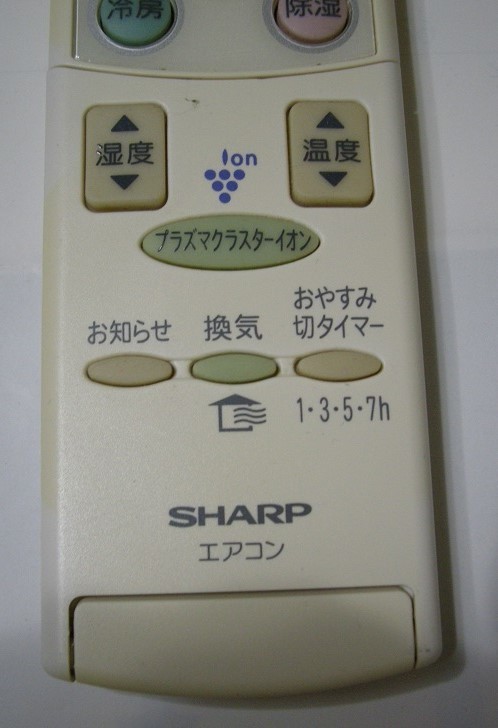 冷房
除湿
湿度
温度
Ion
プラズマクラスターイオン
お知らせ
換気
おやすみ
切タイマー
1・3・5・7h
SHARP
エアコン